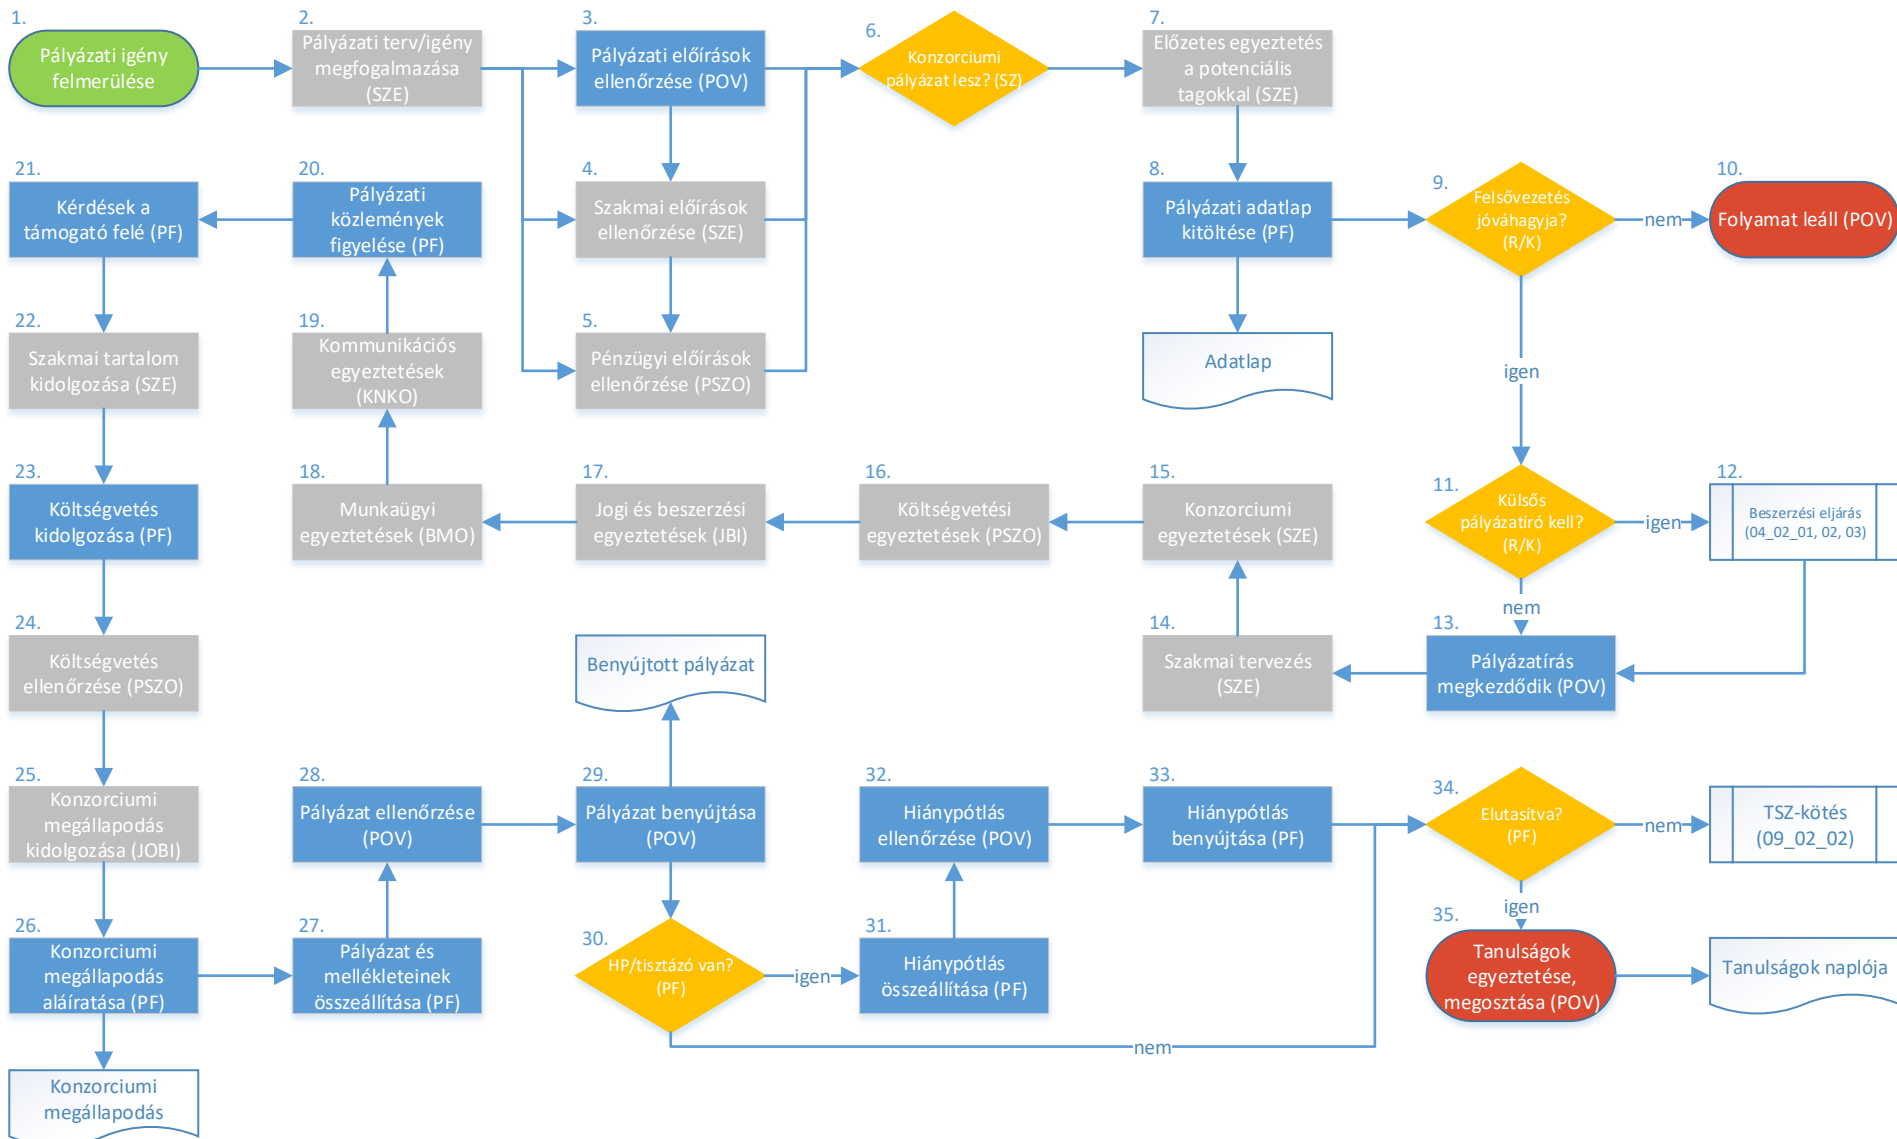 1.
Pályázati igény
felmerülése
2.
Pályázati terv/igény
megfogalmazása
(SZE)
3.
Pályázati előírások
ellenőrzése (POV)
6.
Konzorciumi
pályázat lesz? (SZ)
7.
Előzetes egyeztetés
a potenciális
tagokkal (SZE)
21.
Kérdések a
támogató felé (PF)
20.
Pályázati
közlemények
figyelése (PF)
4.
Szakmai előírások
ellenőrzése (SZE)
8.
Pályázati adatlap
kitöltése (PF)
9.
Felsővezetés
jóváhagyja?
(R/K)
nem
10.
Folyamat leáll (POV)
22.
Szakmai tartalom
kidolgozása (SZE)
19.
Kommunikációs
egyeztetések
(KNKO)
5.
Pénzügyi előírások
ellenőrzése (PSZO)
Adatlap
igen
23.
Költségvetés
kidolgozása (PF)
18.
Munkaügyi
egyeztetések (BMO)
17.
Jogi és beszerzési
egyeztetések (JBI)
16.
Költségvetési
egyeztetések (PSZO)
15.
Konzorciumi
egyeztetések (SZE)
11.
Külsős
pályázatíró kell?
(R/K)
igen
12.
Beszerzési eljárás
(04_02_01, 02, 03)
nem
24.
Költségvetés
ellenőrzése (PSZO)
Benyújtott pályázat
14.
Szakmai tervezés
(SZE)
13.
Pályázatírás
megkezdődik (POV)
25.
Konzorciumi
megállapodás
kidolgozása (JOBI)
28.
Pályázat ellenőrzése
(POV)
29.
Pályázat benyújtása
(POV)
32.
Hiánypótlás
ellenőrzése (POV)
33.
Hiánypótlás
benyújtása (PF)
34.
Elutasítva?
(PF)
nem
TSZ-kötés
(09_02_02)
igen
26.
Konzorciumi
megállapodás
aláíratása (PF)
27.
Pályázat és
mellékleteinek
összeállítása (PF)
30.
HP/tisztázó van?
(PF)
igen
31.
Hiánypótlás
összeállítása (PF)
35.
Tanulságok
egyeztetése,
megosztása (POV)
Tanulságok naplója
nem
Konzorciumi
megállapodás